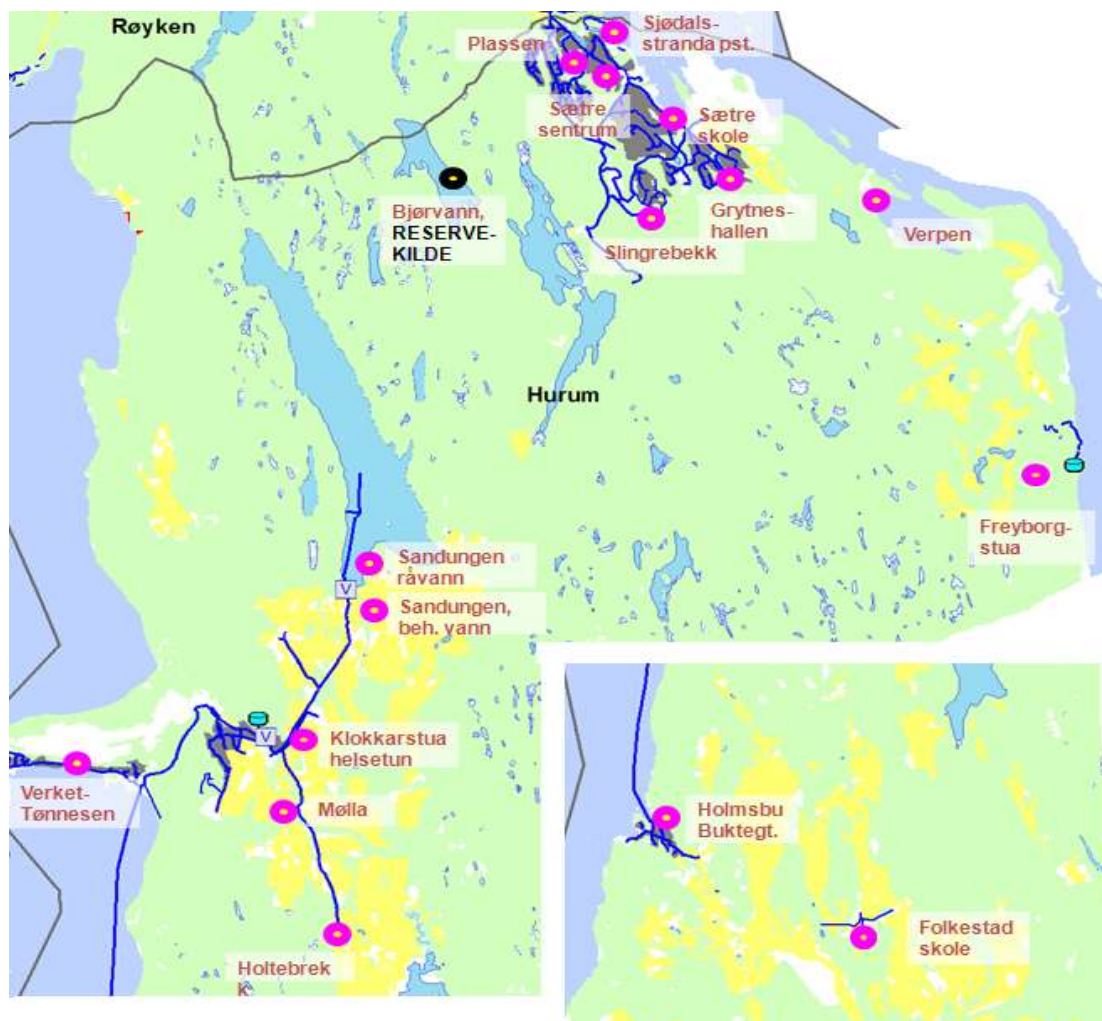 Røyken
Sjødals-
stranda pst.
Plassen
Sætre
sentrum
Sætre
skole
Bjørvann,
RESERVE-
KILDE
Grytnes-
hallen
Verpen
Slingrebekk
Hurum
Freyborg-
stua
Sandungen
råvann
Sandungen,
beh. vann
V
V
Klokkarstua
helsetun
Verket-
Tønnesen
Mølla
Holtebrek
K
Holmsbu
Buktegt.
Folkestad
skole